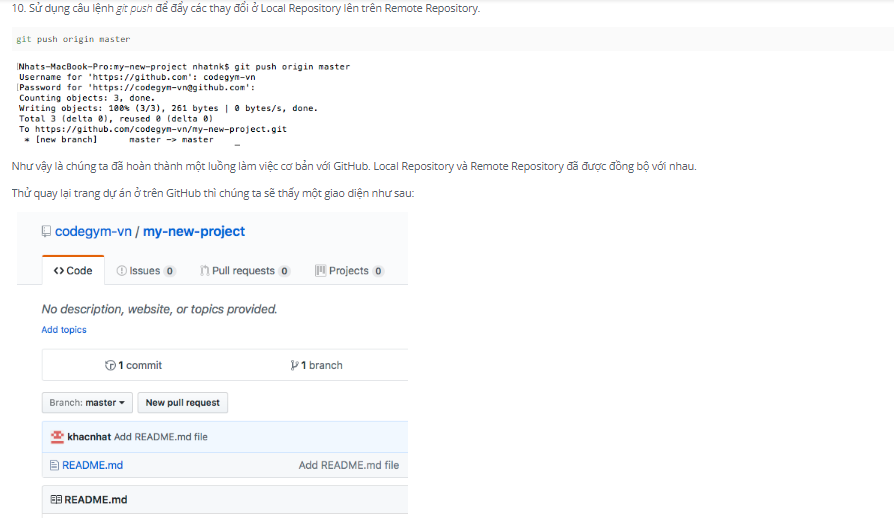 10. Sử dụng câu lệnh git push để đẩy các thay đổi ở Local Repository lên trên Remote Repository.
git push origin master
Nhats-MacBook-Pro:my-new-project nhatnk$ git push origin master
Username for 'https://github.com': codegym-vn
Password for 'https://codegym-vn@github.com':
Counting objects: 3, done.
Writing objects: 100% (3/3), 261 bytes | 0 bytes/s, done.
Total 3 (delta 0), reused 0 (delta 0)
To https://github.com/codegym-vn/my-new-project.git
* [new branch] master -> master
Như vậy là chúng ta đã hoàn thành một luồng làm việc cơ bản với GitHub. Local Repository và Remote Repository đã được đồng bộ với nhau.
Thử quay lại trang dự án ở trên GitHub thì chúng ta sẽ thấy một giao diện như sau:
codegym-vn / my-new-project
<> Code Issues 0 Pull requests 0 Projects 0
No description, website, or topics provided.
Add topics
1 commit 1 branch
Branch: master New pull request
khacnhat Add README.md file
README.md Add README.md file
README.md